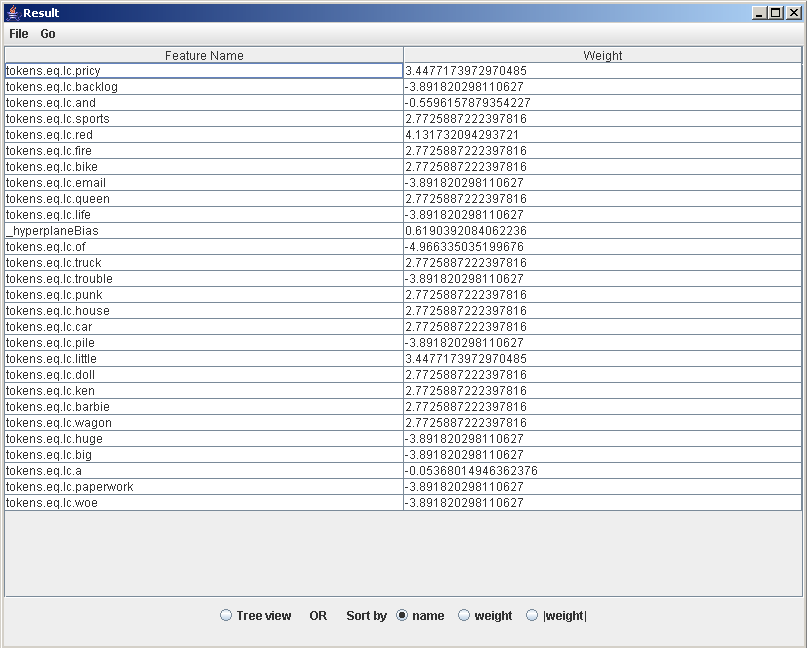 Result
File Go
Feature Name Weight
tokens.eq.lc.pricy 3.4477173972970485
tokens.eq.lc.backlog -3.891820298110627
tokens.eq.lc.and -0.5596157879354227
tokens.eq.lc.sports 2.7725887222397816
tokens.eq.lc.red 4.131732094293721
tokens.eq.lc.fire 2.7725887222397816
tokens.eq.lc.bike 2.7725887222397816
tokens.eq.lc.email -3.891820298110627
tokens.eq.lc.queen 2.7725887222397816
tokens.eq.lc.life -3.891820298110627
_hyperplaneBias 0.6190392084062236
tokens.eq.lc.of -4.966335035199676
tokens.eq.lc.truck 2.7725887222397816
tokens.eq.lc.trouble -3.891820298110627
tokens.eq.lc.punk 2.7725887222397816
tokens.eq.lc.house 2.7725887222397816
tokens.eq.lc.car 2.7725887222397816
tokens.eq.lc.pile -3.891820298110627
tokens.eq.lc.little 3.4477173972970485
tokens.eq.lc.doll 2.7725887222397816
tokens.eq.lc.ken 2.7725887222397816
tokens.eq.lc.barbie 2.7725887222397816
tokens.eq.lc.wagon 2.7725887222397816
tokens.eq.lc.huge -3.891820298110627
tokens.eq.lc.big -3.891820298110627
tokens.eq.lc.a -0.05368014946362376
tokens.eq.lc.paperwork -3.891820298110627
tokens.eq.lc.woe -3.891820298110627
Tree view OR Sort by name weight |weight|